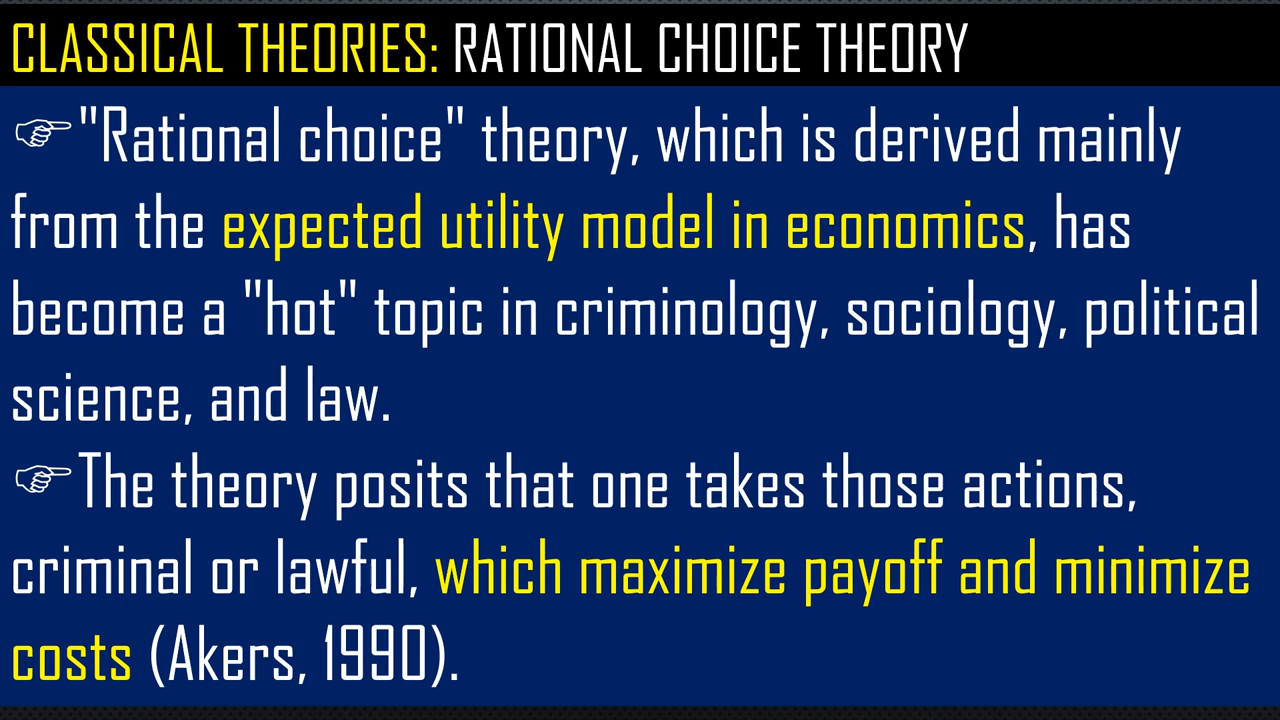 CLASSICAL THEORIES: RATIONAL CHOICE THEORY
☞"Rational choice" theory, which is derived mainly
from the expected utility model in economics, has
become a "hot" topic in criminology, sociology, political
science, and law.
☞The theory posits that one takes those actions,
criminal or lawful, which maximize payoff and minimize
costs (Akers, 1990).